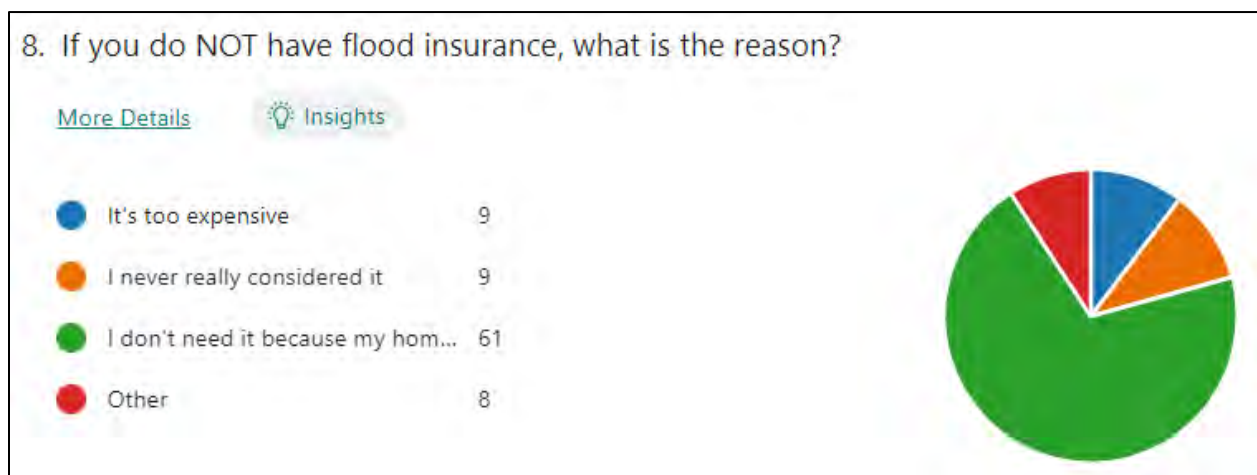 8. If you do NOT have flood insurance, what is the reason?
More Details Insights
It's too expensive 9
I never really considered it 9
I don't need it because my hom... 61
Other 8